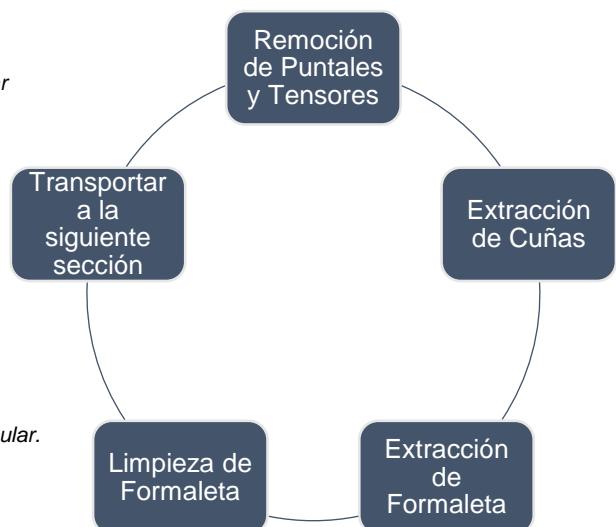 Remoción
de Puntales
y Tensores
Extracción
de Cuñas
Extracción
de
Formaleta
Limpieza de
Formaleta
Transportar
a la
siguiente
sección